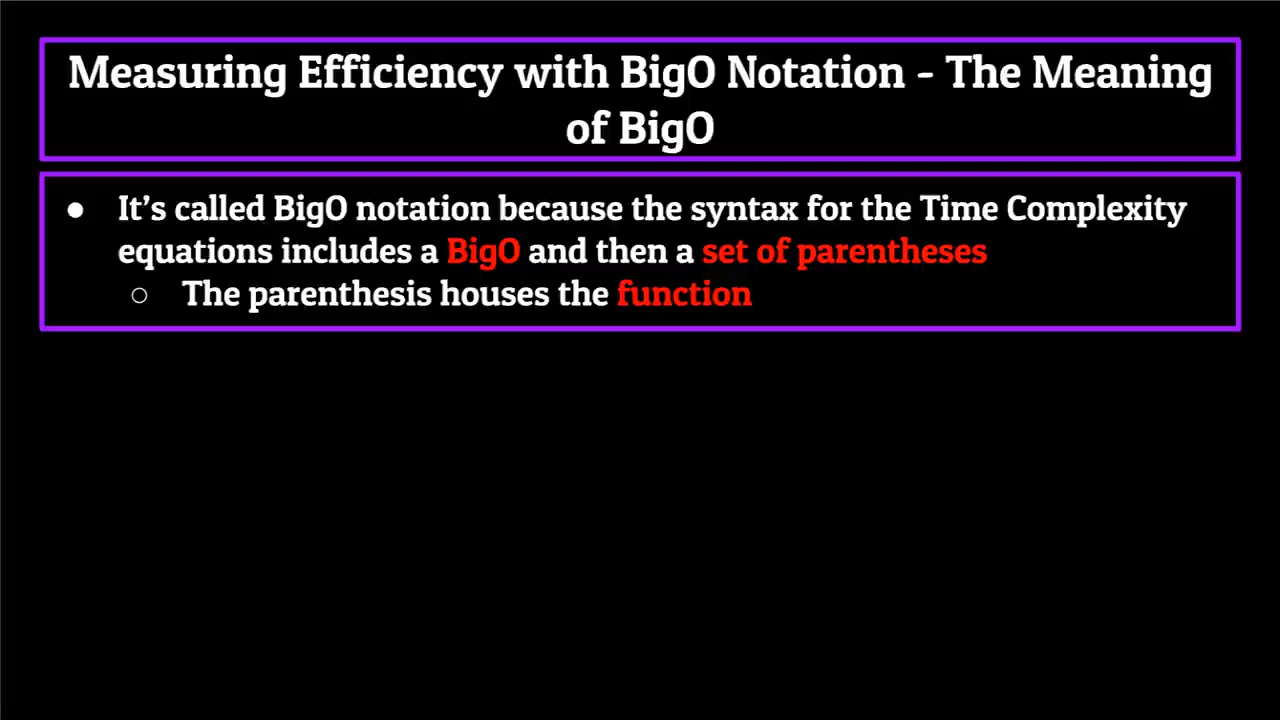 Measuring Efficiency with BigO Notation - The Meaning
of BigO
● It’s called BigO notation because the syntax for the Time Complexity
equations includes a BigO and then a set of parentheses
○ The parenthesis houses the function